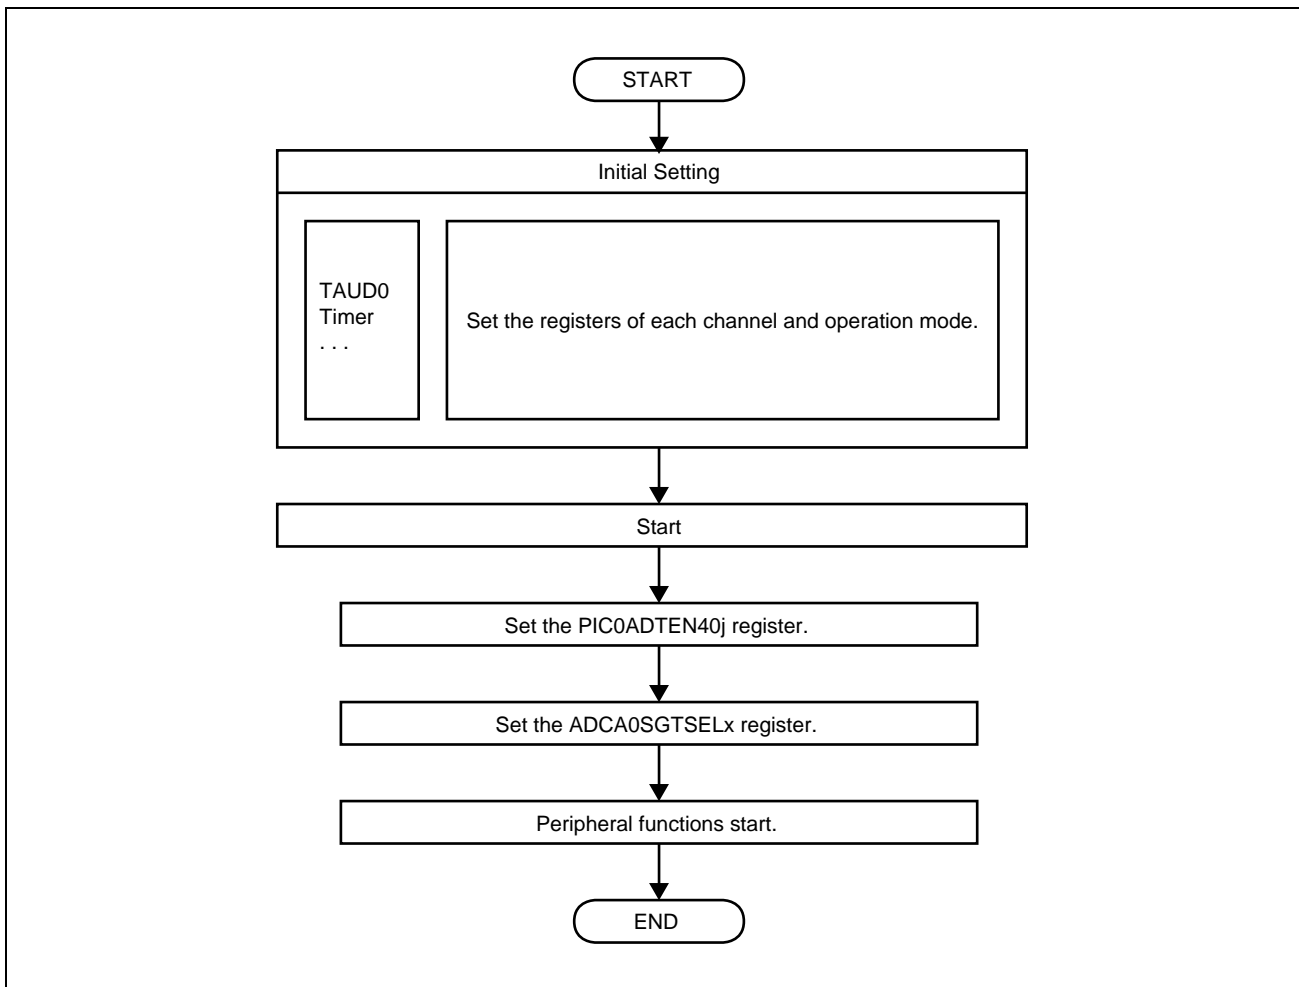 START
Initial Setting
TAUD0
Timer
. . .
Set the registers of each channel and operation mode.
Start
Set the PIC0ADTEN40j register.
Set the ADCA0SGTSELx register.
Peripheral functions start.
END